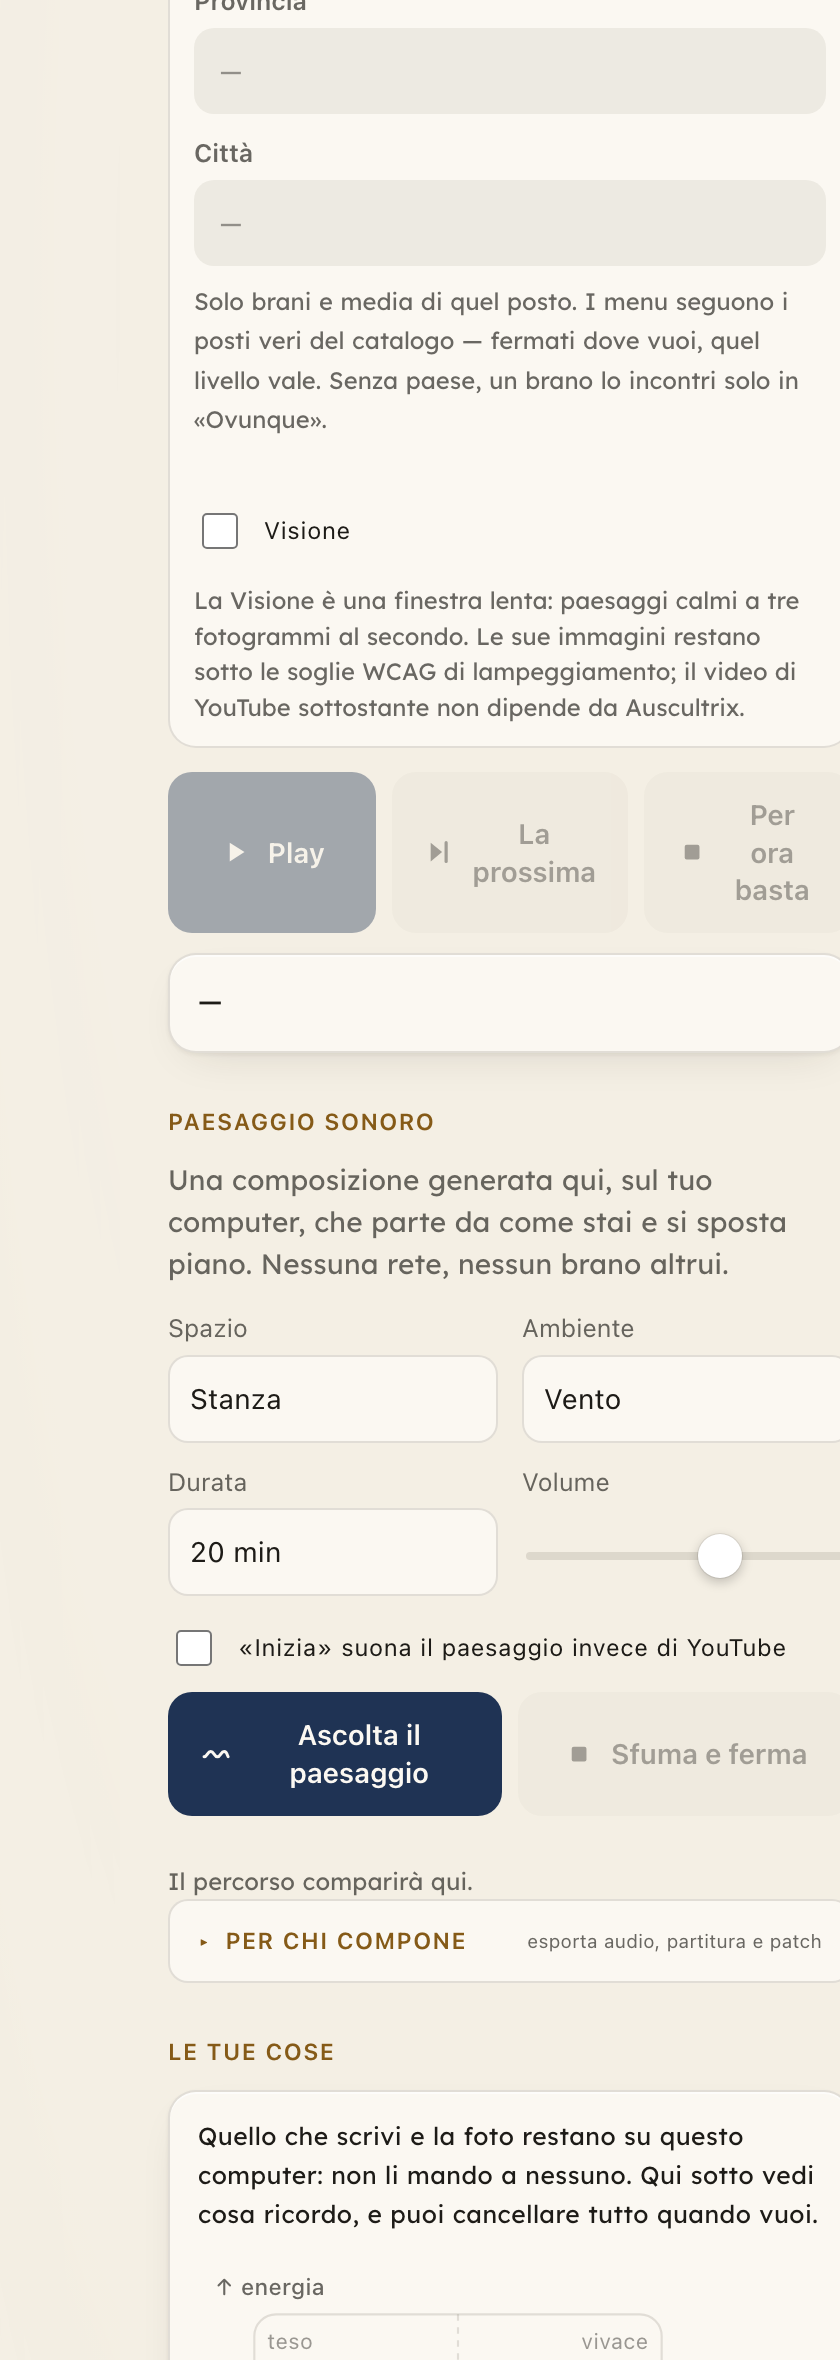 Provincia
—
Città
—
Solo brani e media di quel posto. I menu seguono i
posti veri del catalogo — fermati dove vuoi, quel
livello vale. Senza paese, un brano lo incontri solo in
«Ovunque».
Visione
La Visione è una finestra lenta: paesaggi calmi a tre
fotogrammi al secondo. Le sue immagini restano
sotto le soglie WCAG di lampeggiamento; il video di
YouTube sottostante non dipende da Auscultrix.
Play
La
prossima
Per
ora
basta
—
PAESAGGIO SONORO
Una composizione generata qui, sul tuo
computer, che parte da come stai e si sposta
piano. Nessuna rete, nessun brano altrui.
Spazio
Ambiente
Stanza
Vento
Durata
Volume
20 min
«Inizia» suona il paesaggio invece di YouTube
Ascolta il
paesaggio
Sfuma e ferma
Il percorso comparirà qui.
PER CHI COMPONE
esporta audio, partitura e patch
LE TUE COSE
Quello che scrivi e la foto restano su questo
computer: non li mando a nessuno. Qui sotto vedi
cosa ricordo, e puoi cancellare tutto quando vuoi.
↑ energia
teso
vivace